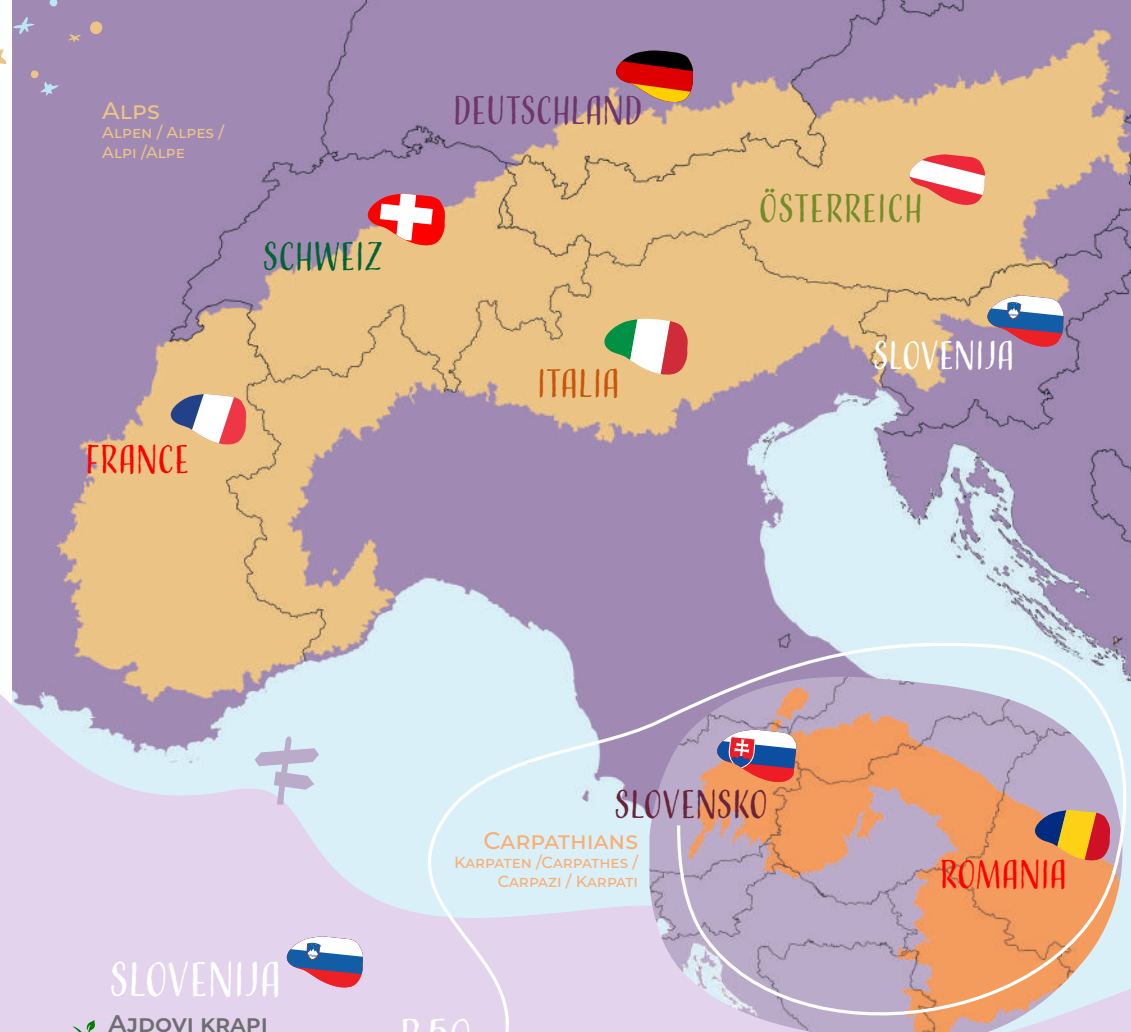 DEUTSCHLAND
Alps
Alpen / Alpes /
Alpi /Alpe
ÖSTERREICH
SCHWEIZ
SLOVENIJA
ITALIA
FRANCE
SLOVENSKO
Carpathians
Karpaten /Carpathes /
Carpazi / Karpati
ROMANIA
SLOVENIJA
Ajdovi krapi
P.50